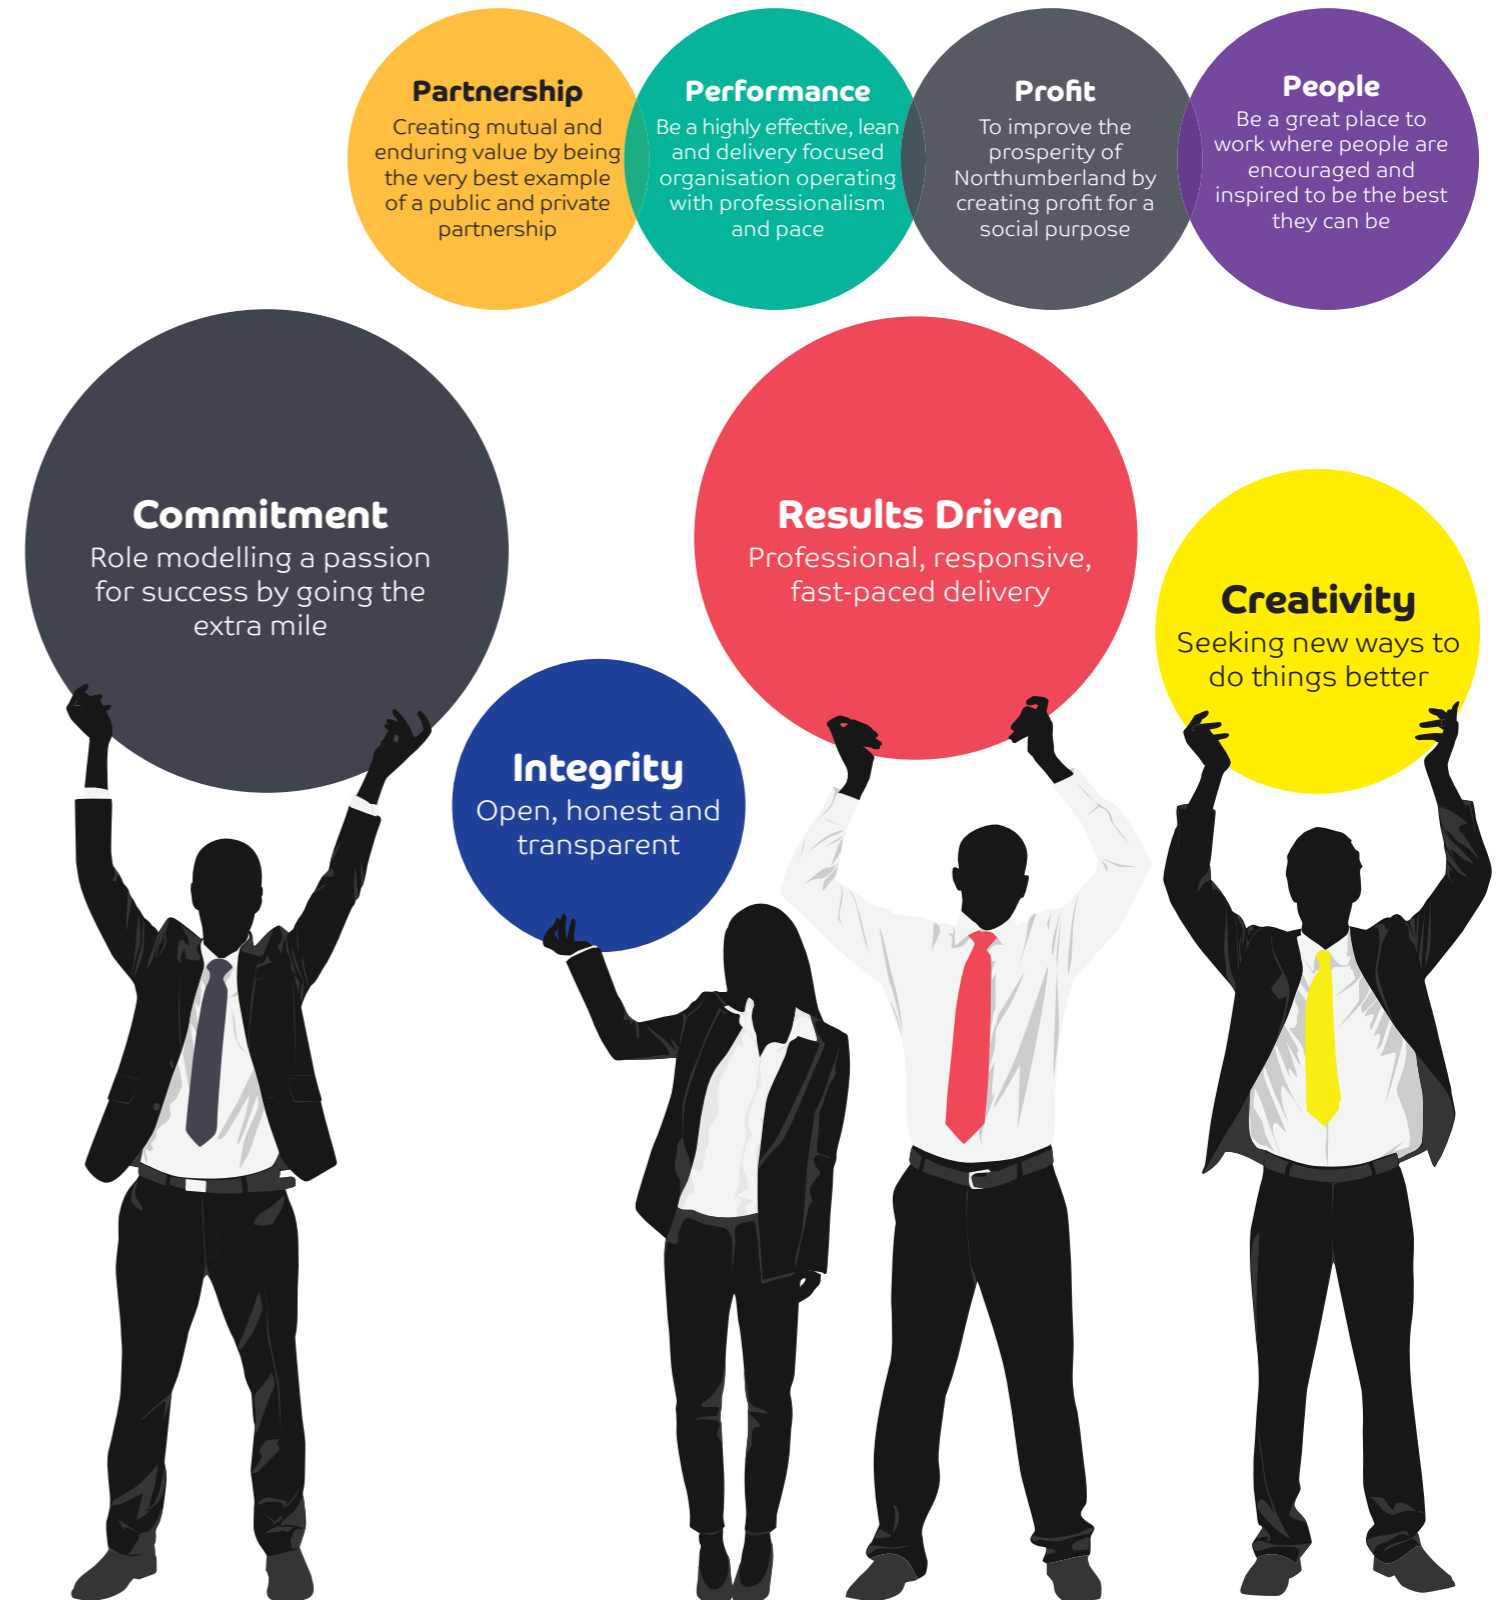 Partnership
Creating mutual and
enduring value by being
the very best example
of a public and private
partnership
Performance
Be a highly effective, lean
and delivery focused
organisation operating
with professionalism
and pace
Profit
To improve the
prosperity of
Northumberland by
creating profit for a
social purpose
People
Be a great place to
work where people are
encouraged and
inspired to be the best
they can be
Commitment
Role modelling a passion
for success by going the
extra mile
Integrity
Open, honest and
transparent
Results Driven
Professional, responsive,
fast-paced delivery
Creativity
Seeking new ways to
do things better